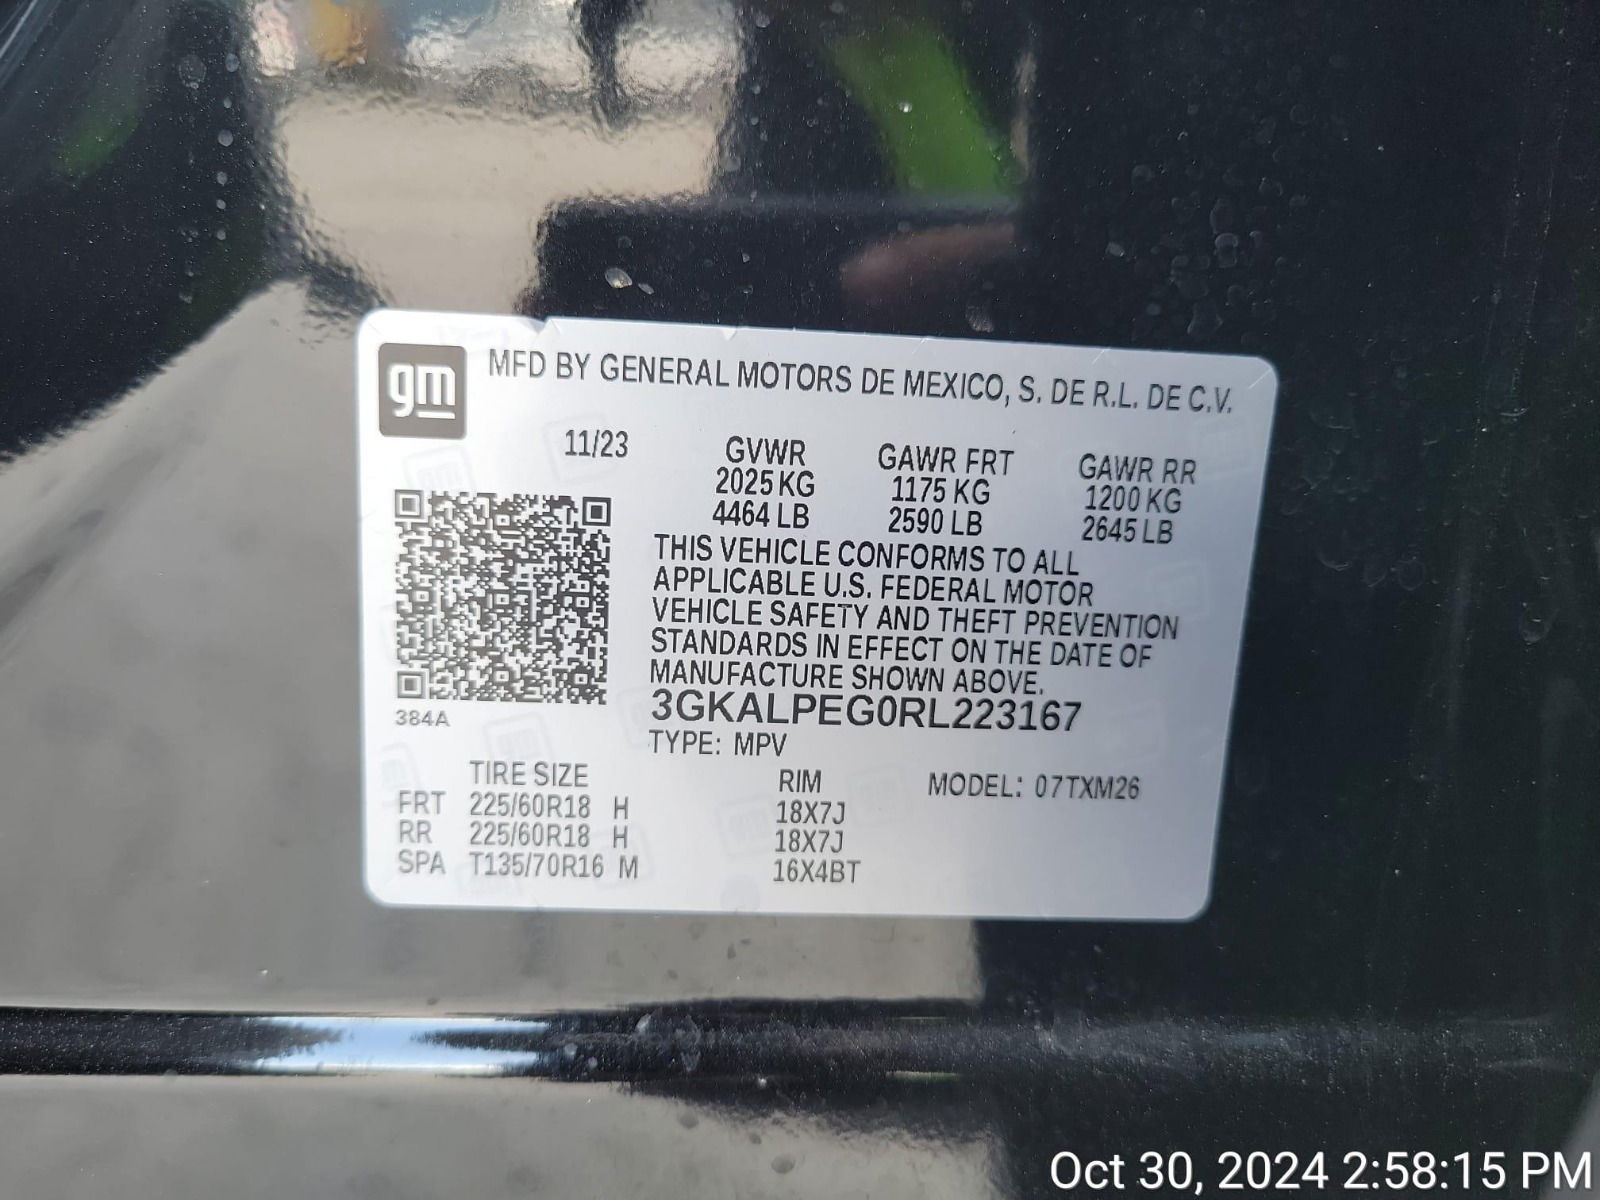 gm
MFD BY GENERAL MOTORS DE MEXICO, S. DE R.L. DE C.V.
11/23 GVWR GAWR FRT GAWR RR
2025 KG 1175 KG 1200 KG
4464 LB 2590 LB 2645 LB
THIS VEHICLE CONFORMS TO ALL
APPLICABLE U.S. FEDERAL MOTOR
VEHICLE SAFETY AND THEFT PREVENTION
STANDARDS IN EFFECT ON THE DATE OF
MANUFACTURE SHOWN ABOVE.
3GKALPEG0RL223167
384A
TYPE: MPV
TIRE SIZE RIM MODEL: 07TXM26
FRT 225/60R18 H 18X7J
RR 225/60R18 H 18X7J
SPA T135/70R16 M 16X4BT
Oct 30, 2024 2:58:15 PM